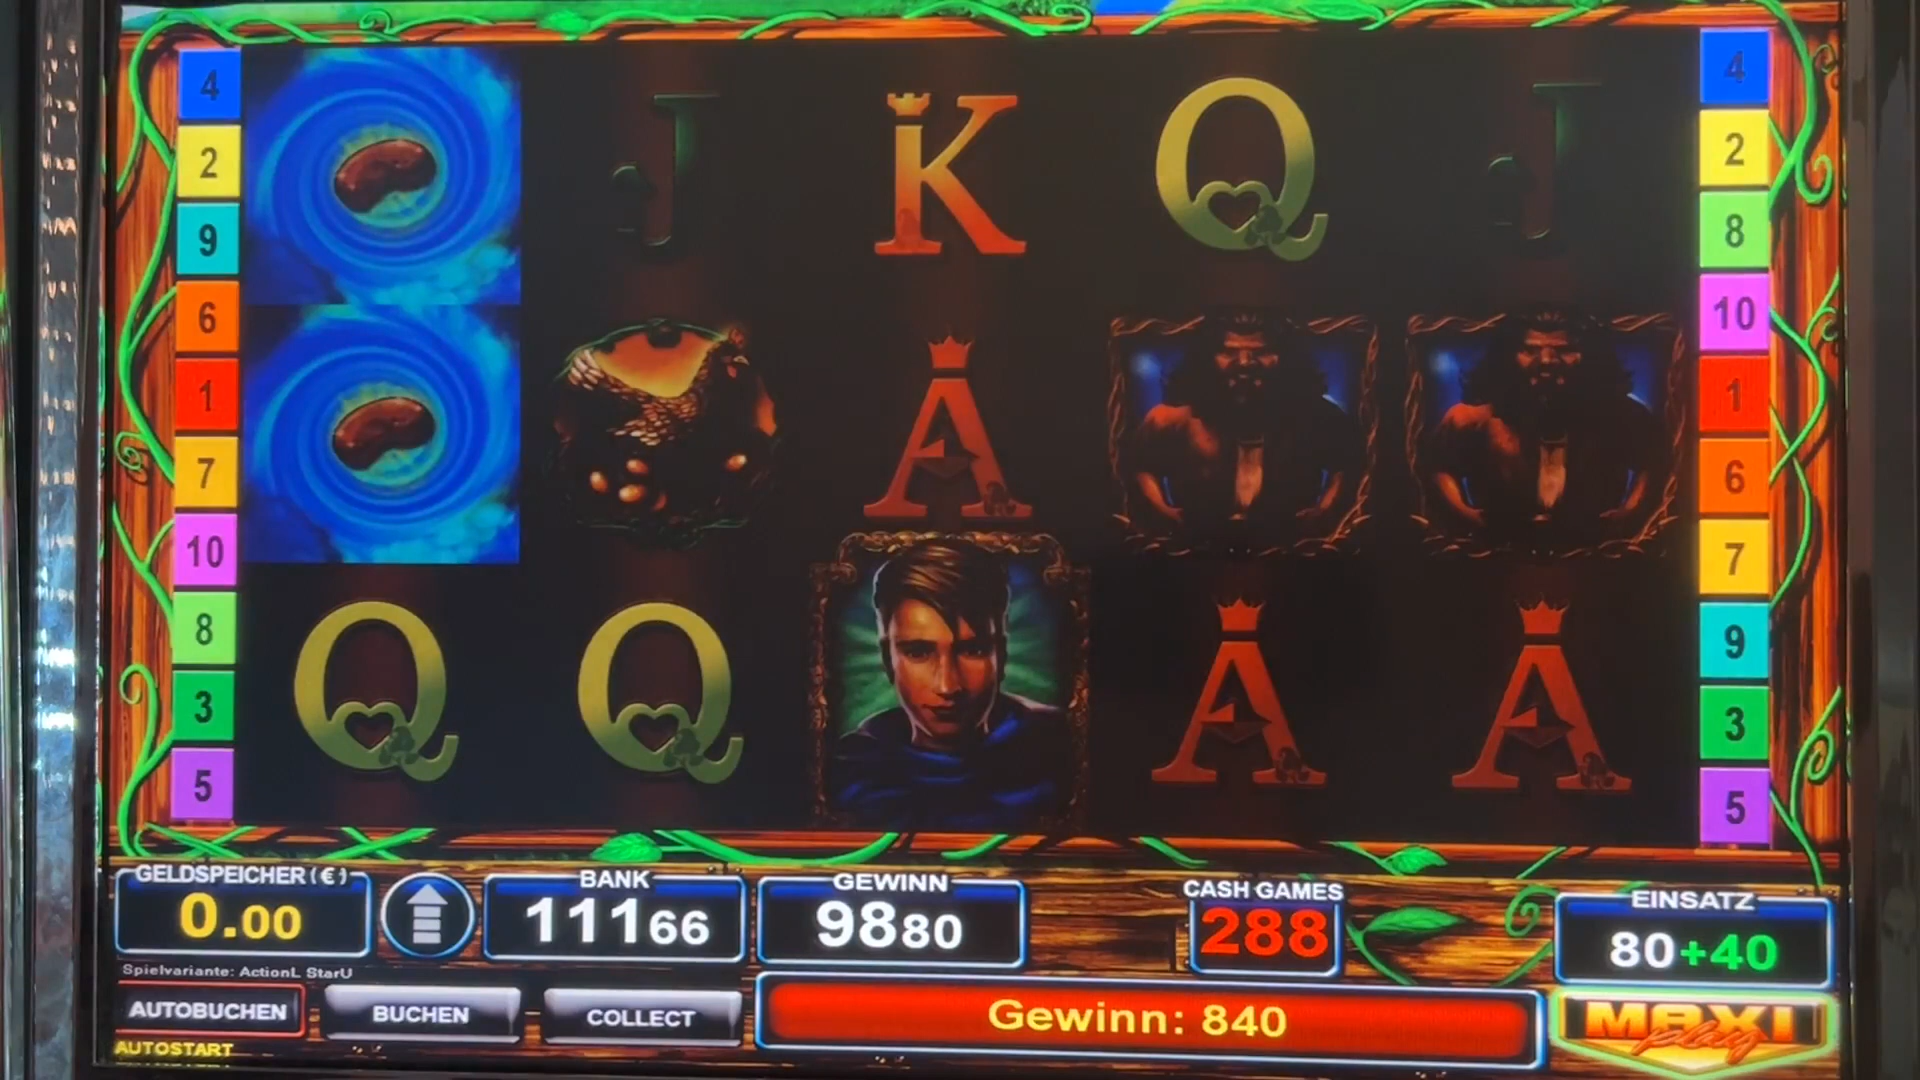 4 J K Q J 4
2 2
9 8
6 A 10
1 1
7 6
10 7
8 Q Q A A 9
3 3
5 5
GELDSPEICHER(€) BANK GEWINN CASH GAMES EINSATZ
0.00 11166 9880 288 80+40
Spielvariante: ActionL StarU
AUTOBUCHEN BUCHEN COLLECT Gewinn: 840 MAXI play
AUTOSTART